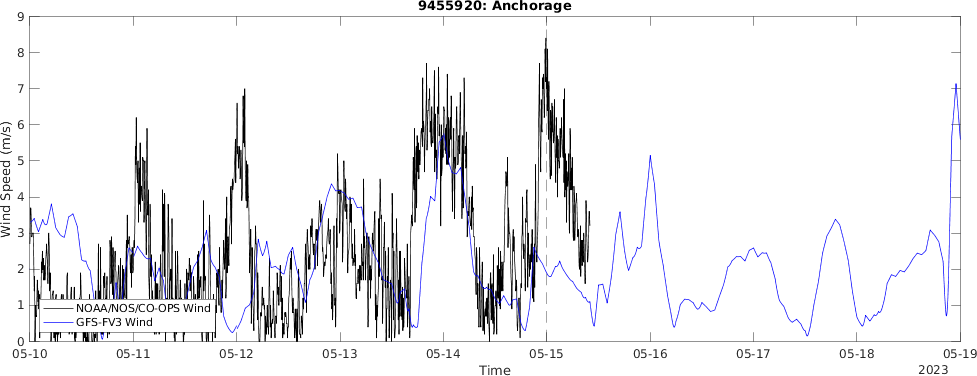 9455920: Anchorage
Wind Speed (m/s)
9
8
7
6
5
4
3
2
1
0
NOAA/NOS/CO-OPS Wind
GFS-FV3 Wind
05-10 05-11 05-12 05-13 05-14 05-15 05-16 05-17 05-18 05-19
Time
2023